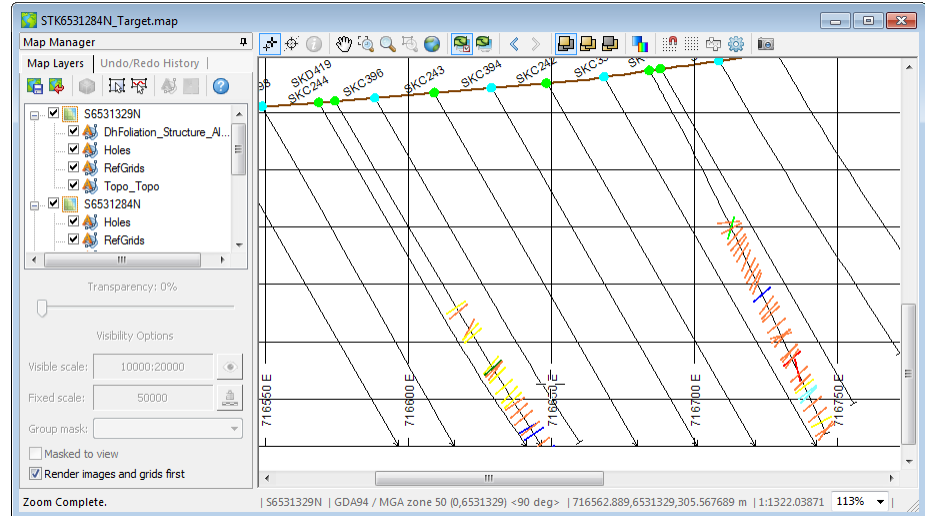 STK6531284N_Target.map
Map Manager
Map Layers
Undo/Redo History
S6531329N
DhFoliation_Structure_Al...
Holes
RefGrids
Topo_Topo
S6531284N
Holes
RefGrids
Transparency: 0%
Visibility Options
Visible scale: 10000:20000
Fixed scale: 50000
Group mask:
Masked to view
Render images and grids first
98
SKD419
SKC244
SKC396
SKC243
SKC394
SKC242
716550 E
716600 E
716650 E
716700 E
716750 E
Zoom Complete.
| S6531329N | GDA94 / MGA zone 50 (0,6531329) <90 deg> | 716562.889,6531329,305.567689 m | 1:1322.03871 113%